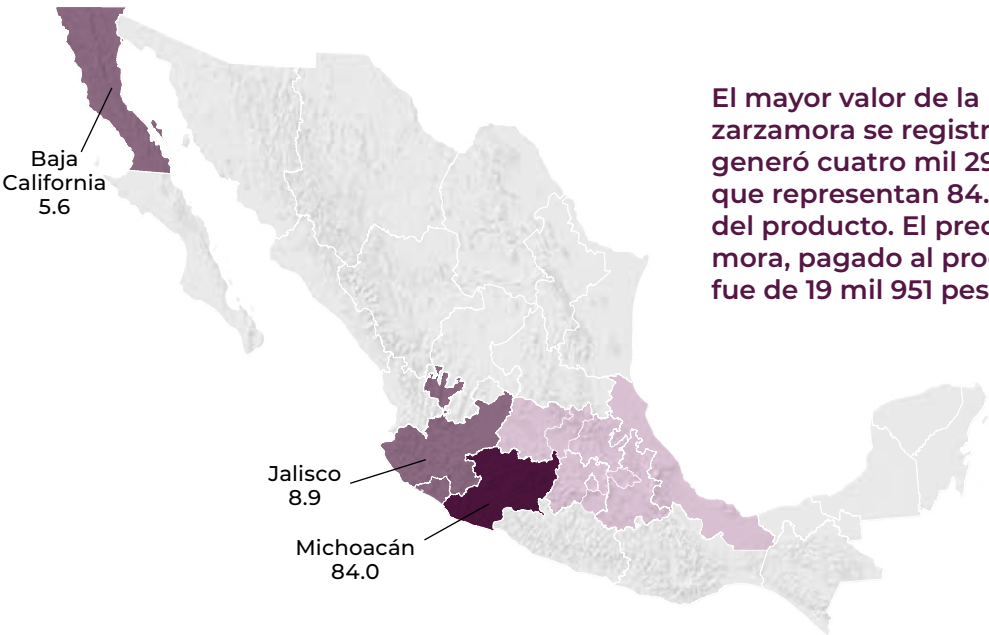 El mayor valor de la
zarzamora se registr
generó cuatro mil 29
que representan 84.
del producto. El prec
mora, pagado al pro
fue de 19 mil 951 pes
Baja
California
5.6
Jalisco
8.9
Michoacán
84.0